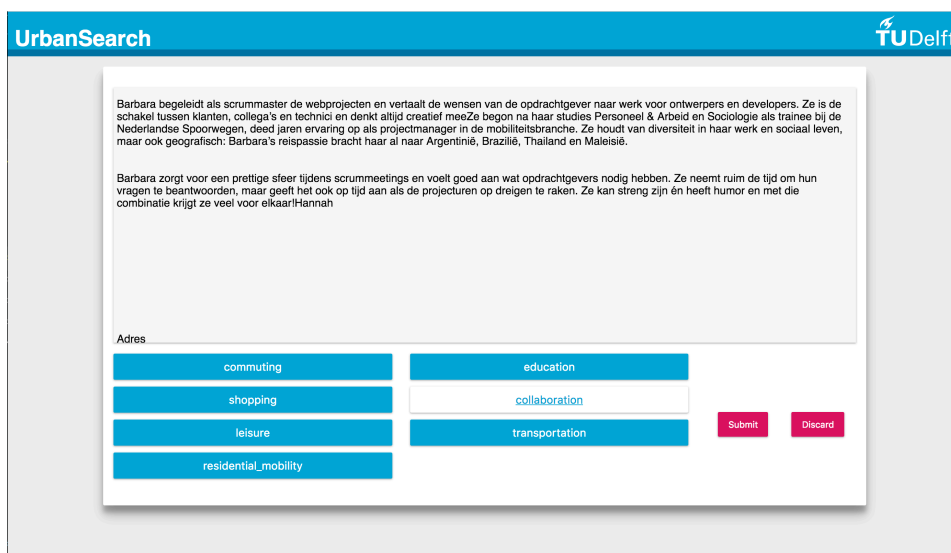 UrbanSearch
TUDelft
Barbara begeleidt als scrummaster de webprojecten en vertaalt de wensen van de opdrachtgever naar werk voor ontwerpers en developers. Ze is de
schakel tussen klanten, collega's en technici en denkt altijd creatief meeZe begon na haar studies Personeel & Arbeid en Sociologie als trainee bij de
Nederlandse Spoorwegen, deed jaren ervaring op als projectmanager in de mobiliteitsbranche. Ze houdt van diversiteit in haar werk en sociaal leven,
maar ook geografisch: Barbara's reispassie bracht haar al naar Argentinië, Brazilië, Thailand en Maleisië.
Barbara zorgt voor een prettige sfeer tijdens scrummeetings en voelt goed aan wat opdrachtgevers nodig hebben. Ze neemt ruim de tijd om hun
vragen te beantwoorden, maar geeft het ook op tijd aan als de projecturen op dreigen te raken. Ze kan streng zijn én heeft humor en met die
combinatie krijgt ze veel voor elkaar!Hannah
Adres
commuting
education
shopping
collaboration
leisure
transportation
residential_mobility
Submit
Discard